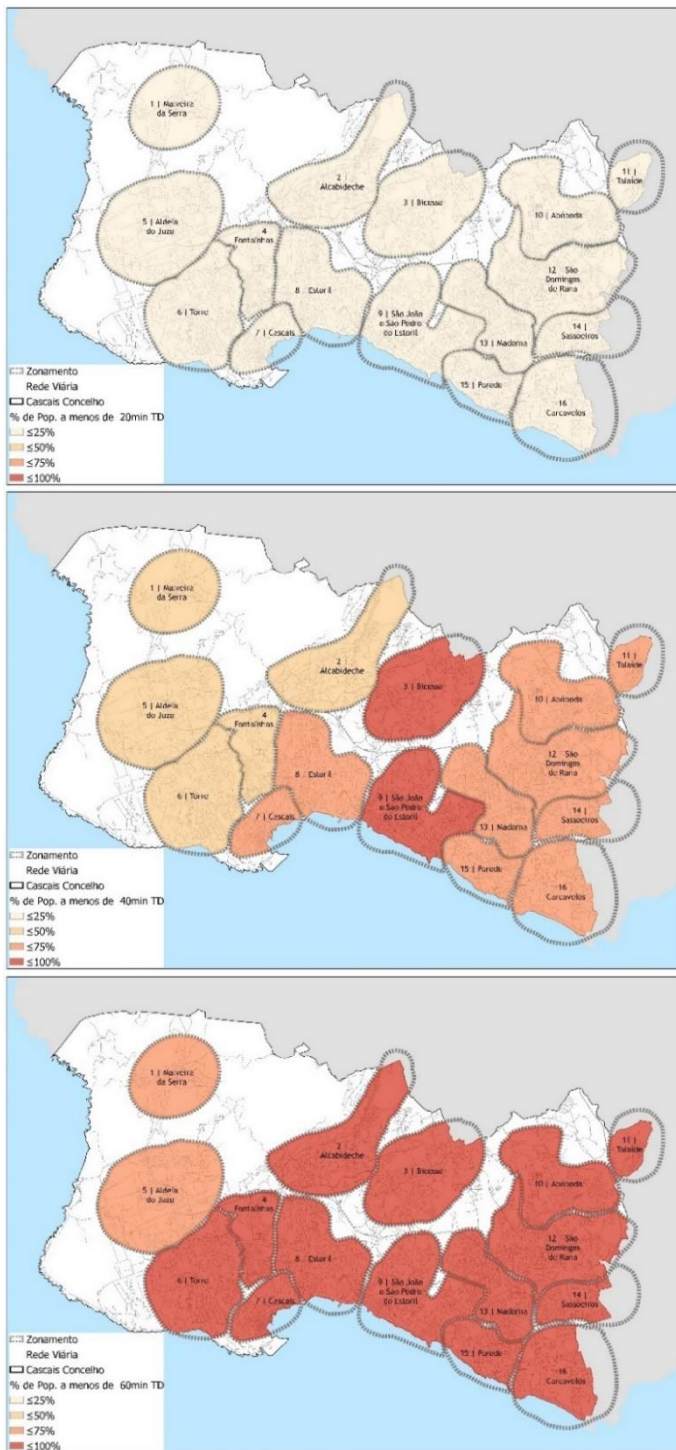 1 | Malveira
da Serra
2 |
Alcabideche
3 | Bicesse
11 |
Talaíde
10 | Abóboda
5 | Aldeia
do Juzo
4
Fontainhas
12 | São
Domingos
de Rana
8 | Estoril
6 | Torre
9 | São João
e São Pedro
do Estoril
7 | Cascais
13 | Madorna
14 |
Sassoeiros
15 | Parede
16
Carcavelos
Zonamento
Rede Viária
Cascais Concelho
% de Pop. a menos de 20min TD
≤25%
≤50%
≤75%
≤100%
1 | Malveira
da Serra
2 |
Alcabideche
3 | Bicesse
11 |
Talaíde
10 | Abóboda
5 | Aldeia
do Juzo
4
Fontainhas
12 | São
Domingos
de Rana
8 | Estoril
6 | Torre
9 | São João
e São Pedro
do Estoril
7 | Cascais
13 | Madorna
14 |
Sassoeiros
15 | Parede
16
Carcavelos
Zonamento
Rede Viária
Cascais Concelho
% de Pop. a menos de 40min TD
≤25%
≤50%
≤75%
≤100%
1 | Malveira
da Serra
2 |
Alcabideche
3 | Bicesse
11 |
Talaíde
10 | Abóboda
5 | Aldeia
do Juzo
4
Fontainhas
12 | São
Domingos
de Rana
8 | Estoril
6 | Torre
9 | São João
e São Pedro
do Estoril
7 | Cascais
13 | Madorna
14 |
Sassoeiros
15 | Parede
16
Carcavelos
Zonamento
Rede Viária
Cascais Concelho
% de Pop. a menos de 60min TD
≤25%
≤50%
≤75%
≤100%